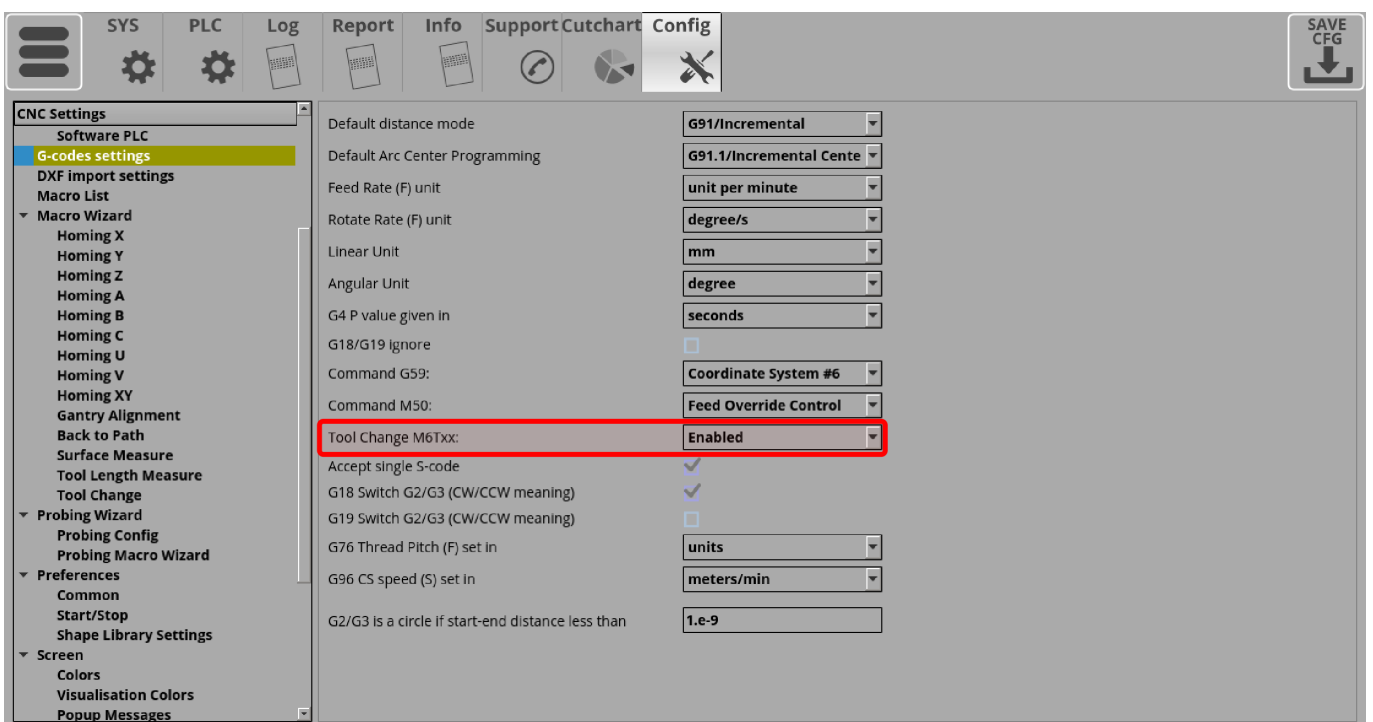 SYS PLC Log Report Info Support Cutchart Config
SAVE
CFG
CNC Settings
Software PLC
G-codes settings
DXF import settings
Macro List
Macro Wizard
Homing X
Homing Y
Homing Z
Homing A
Homing B
Homing C
Homing U
Homing V
Homing XY
Gantry Alignment
Back to Path
Surface Measure
Tool Length Measure
Tool Change
Probing Wizard
Probing Config
Probing Macro Wizard
Preferences
Common
Start/Stop
Shape Library Settings
Screen
Colors
Visualisation Colors
Popup Messages
Default distance mode G91/Incremental
Default Arc Center Programming G91.1/Incremental Cente
Feed Rate (F) unit unit per minute
Rotate Rate (F) unit degree/s
Linear Unit mm
Angular Unit degree
G4 P value given in seconds
G18/G19 ignore
Command G59: Coordinate System #6
Command M50: Feed Override Control
Tool Change M6Txx: Enabled
Accept single S-code
G18 Switch G2/G3 (CW/CCW meaning)
G19 Switch G2/G3 (CW/CCW meaning)
G76 Thread Pitch (F) set in units
G96 CS speed (S) set in meters/min
G2/G3 is a circle if start-end distance less than 1.e-9